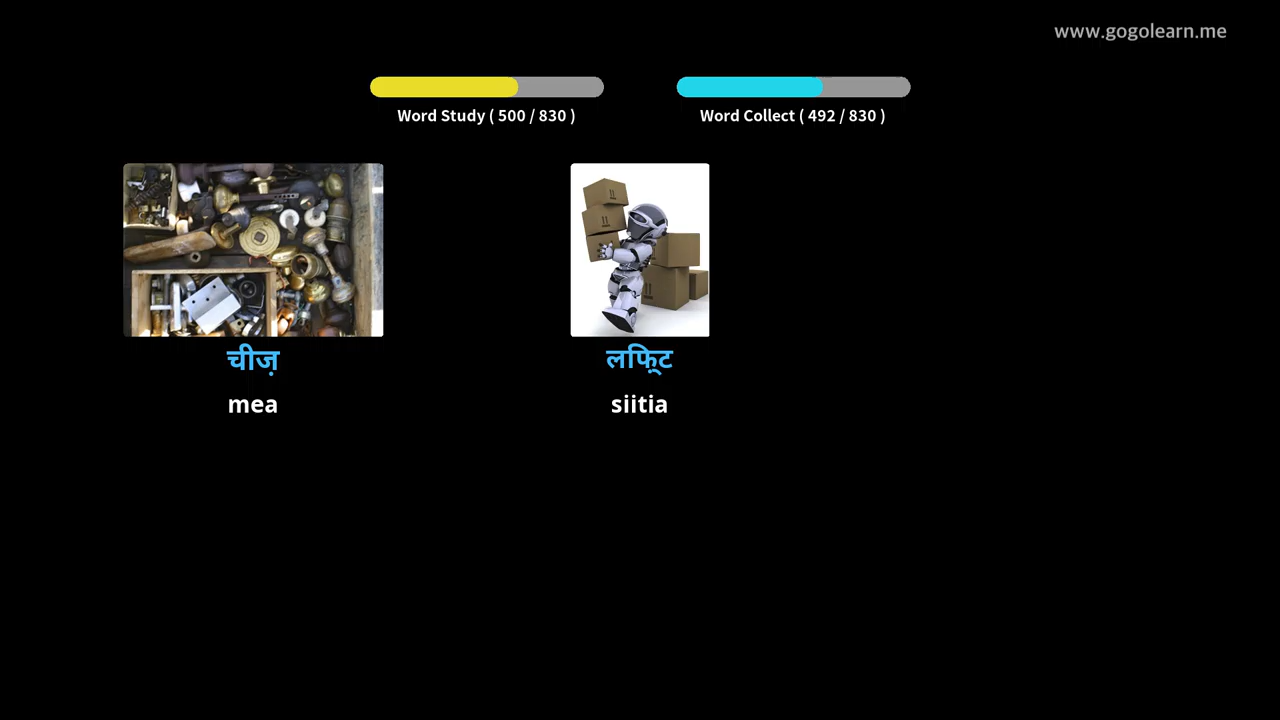 www.gogolearn.me
Word Study ( 500 / 830 )
Word Collect ( 492 / 830 )
चीज़
लफ़्टि
mea
siitia